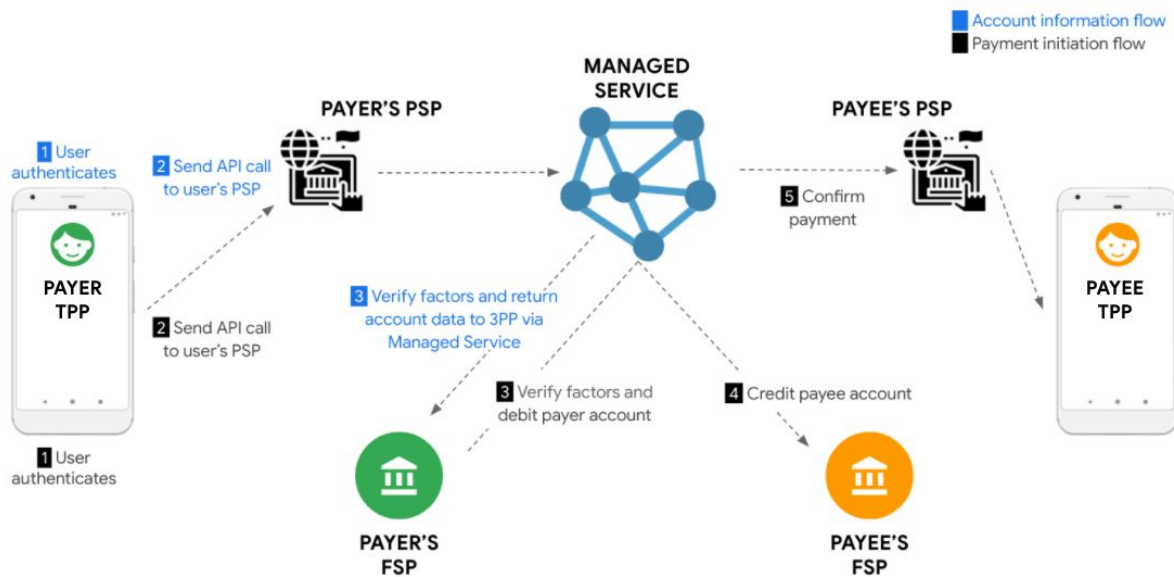 Account information flow
Payment initiation flow
MANAGED
SERVICE
PAYER'S PSP
PAYEE'S PSP
1 User
authenticates
2 Send API call
to user's PSP
5 Confirm
payment
PAYER
TPP
PAYEE
TPP
2 Send API call
to user's PSP
3 Verify factors and return
account data to 3PP via
Managed Service
3 Verify factors and
debit payer account
4 Credit payee account
1 User
authenticates
PAYER'S
FSP
PAYEE'S
FSP